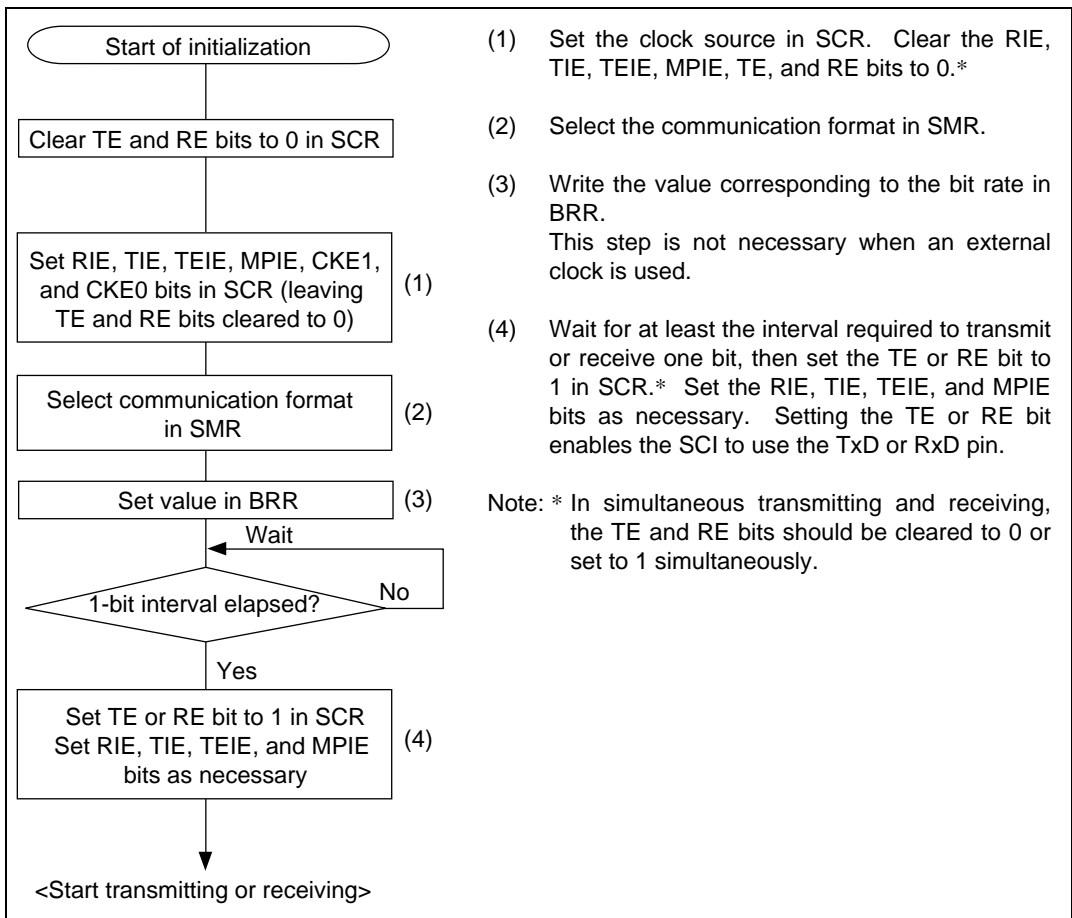 Start of initialization
Clear TE and RE bits to 0 in SCR
Set RIE, TIE, TEIE, MPIE, CKE1,
and CKE0 bits in SCR (leaving
TE and RE bits cleared to 0)
(1)
Select communication format
in SMR
(2)
Set value in BRR
(3)
Wait
1-bit interval elapsed?
No
Yes
Set TE or RE bit to 1 in SCR
Set RIE, TIE, TEIE, and MPIE
bits as necessary
(4)
<Start transmitting or receiving>
(1) Set the clock source in SCR. Clear the RIE,
TIE, TEIE, MPIE, TE, and RE bits to 0.*
(2) Select the communication format in SMR.
(3) Write the value corresponding to the bit rate in
BRR.
This step is not necessary when an external
clock is used.
(4) Wait for at least the interval required to transmit
or receive one bit, then set the TE or RE bit to
1 in SCR.* Set the RIE, TIE, TEIE, and MPIE
bits as necessary. Setting the TE or RE bit
enables the SCI to use the TxD or RxD pin.
Note: * In simultaneous transmitting and receiving,
the TE and RE bits should be cleared to 0 or
set to 1 simultaneously.